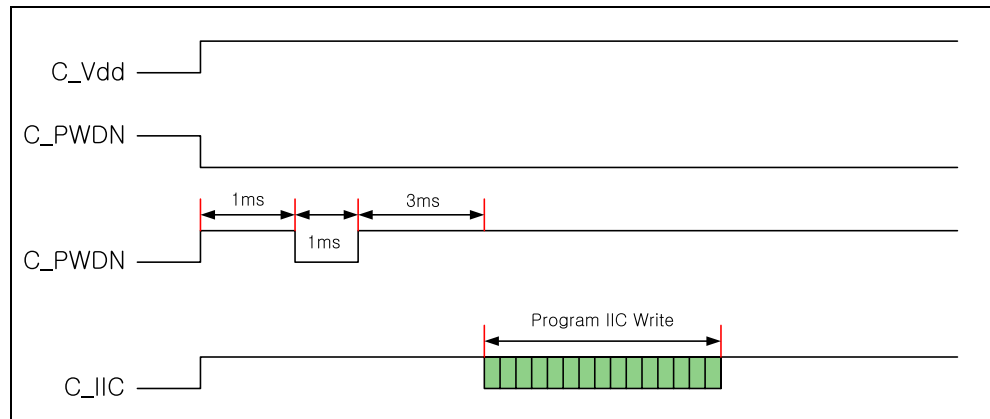 C_Vdd
C_PWDN
1ms
3ms
1ms
C_PWDN
Program IIC Write
C_IIC